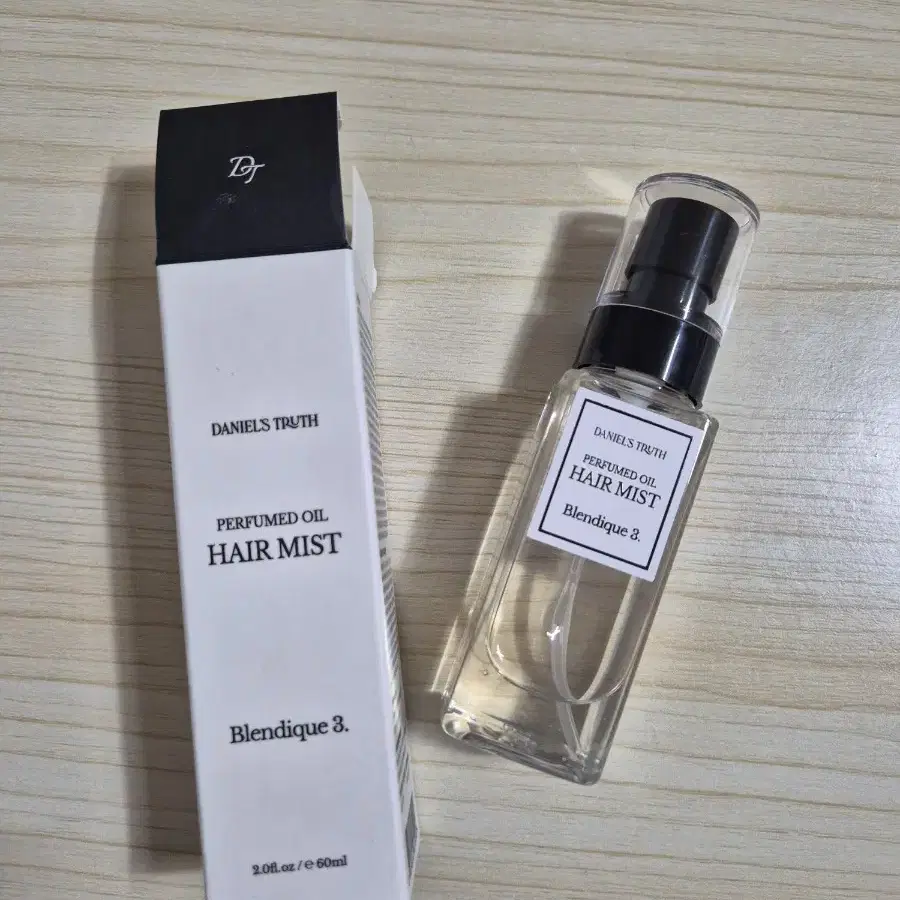 DT
DANIEL'S TRUTH
PERFUMED OIL
HAIR MIST
Blendique 3.
2.0fl.oz / ℮ 60ml
DANIEL'S TRUTH
PERFUMED OIL
HAIR MIST
Blendique 3.